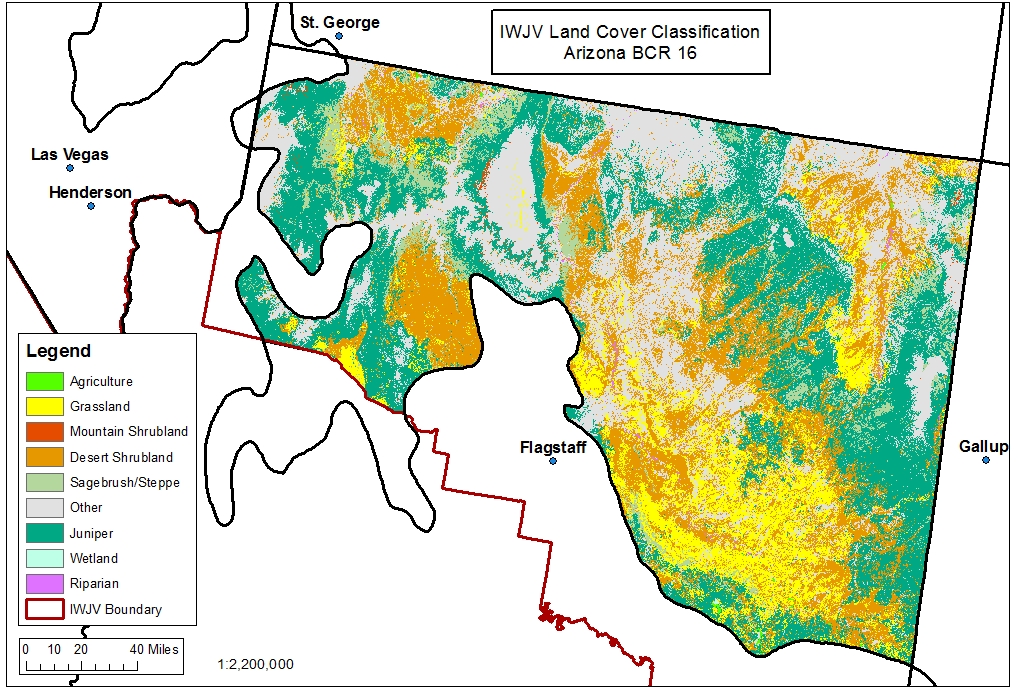 IWJV Land Cover Classification
Arizona BCR 16
St. George
Las Vegas
Henderson
Flagstaff
Gallup
Legend
Agriculture
Grassland
Mountain Shrubland
Desert Shrubland
Sagebrush/Steppe
Other
Juniper
Wetland
Riparian
IWJV Boundary
0 10 20 40 Miles
1:2,200,000